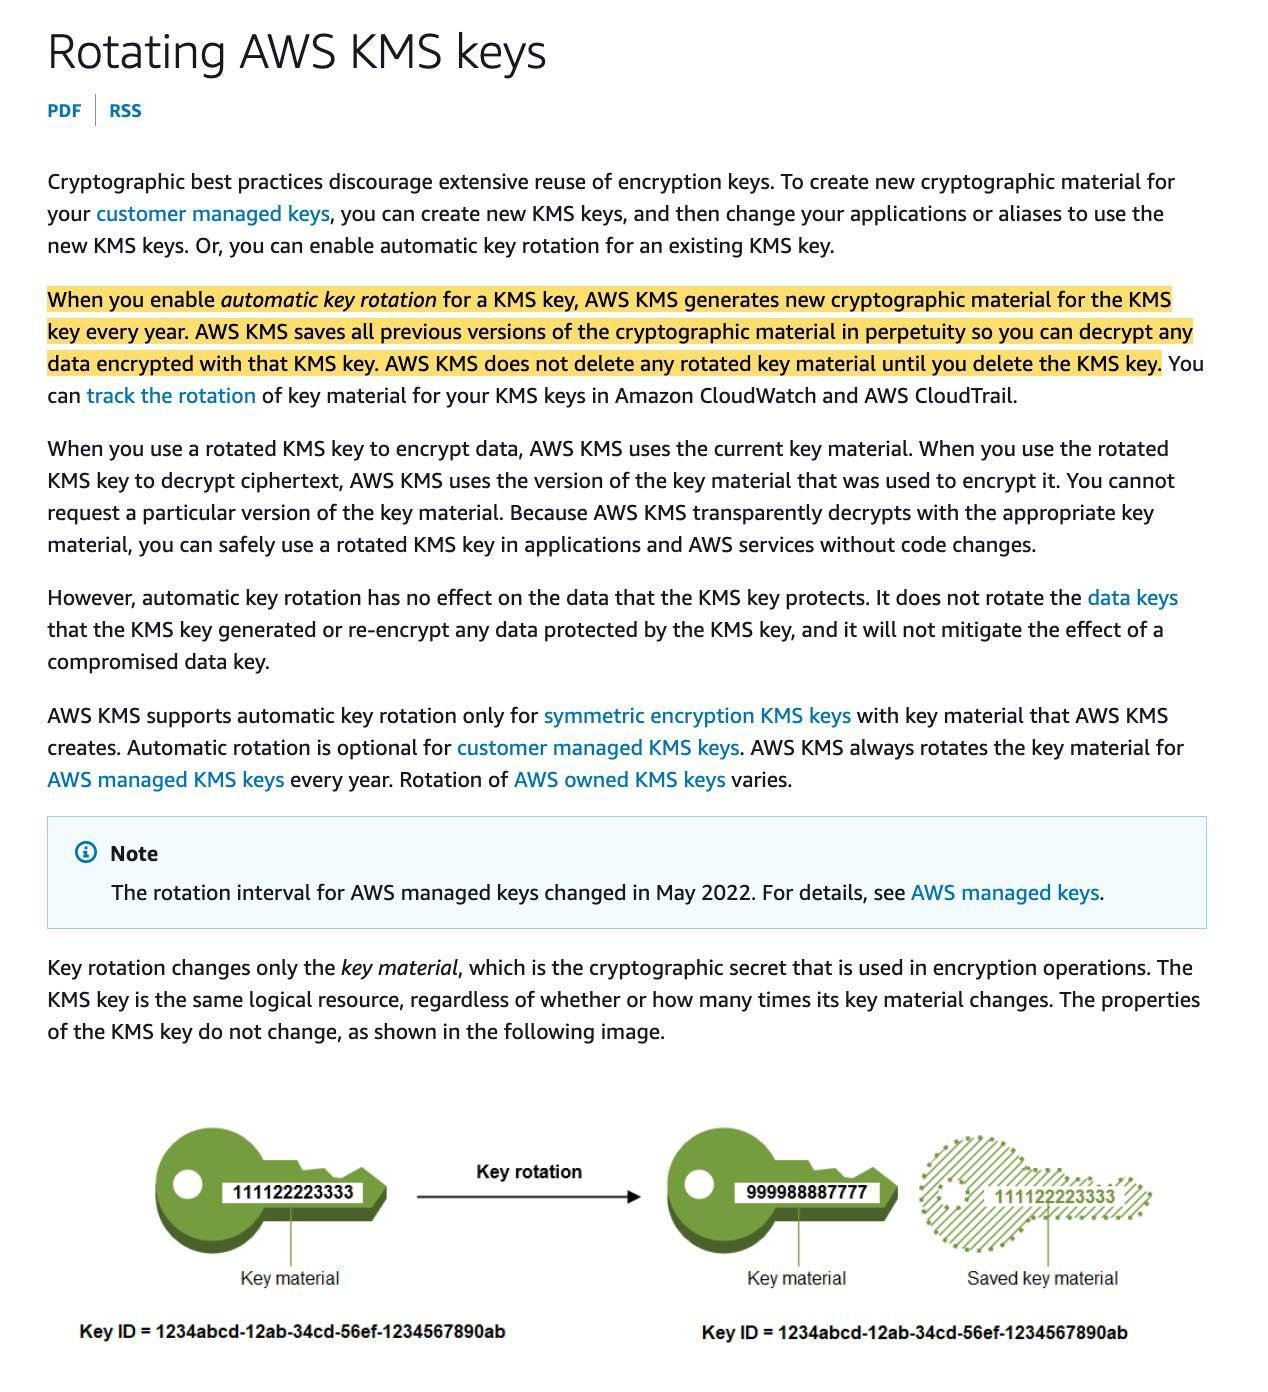 Rotating AWS KMS keys
PDF | RSS
Cryptographic best practices discourage extensive reuse of encryption keys. To create new cryptographic material for
your customer managed keys, you can create new KMS keys, and then change your applications or aliases to use the
new KMS keys. Or, you can enable automatic key rotation for an existing KMS key.
When you enable automatic key rotation for a KMS key, AWS KMS generates new cryptographic material for the KMS
key every year. AWS KMS saves all previous versions of the cryptographic material in perpetuity so you can decrypt any
data encrypted with that KMS key. AWS KMS does not delete any rotated key material until you delete the KMS key. You
can track the rotation of key material for your KMS keys in Amazon CloudWatch and AWS CloudTrail.
When you use a rotated KMS key to encrypt data, AWS KMS uses the current key material. When you use the rotated
KMS key to decrypt ciphertext, AWS KMS uses the version of the key material that was used to encrypt it. You cannot
request a particular version of the key material. Because AWS KMS transparently decrypts with the appropriate key
material, you can safely use a rotated KMS key in applications and AWS services without code changes.
However, automatic key rotation has no effect on the data that the KMS key protects. It does not rotate the data keys
that the KMS key generated or re-encrypt any data protected by the KMS key, and it will not mitigate the effect of a
compromised data key.
AWS KMS supports automatic key rotation only for symmetric encryption KMS keys with key material that AWS KMS
creates. Automatic rotation is optional for customer managed KMS keys. AWS KMS always rotates the key material for
AWS managed KMS keys every year. Rotation of AWS owned KMS keys varies.
Note
The rotation interval for AWS managed keys changed in May 2022. For details, see AWS managed keys.
Key rotation changes only the key material, which is the cryptographic secret that is used in encryption operations. The
KMS key is the same logical resource, regardless of whether or how many times its key material changes. The properties
of the KMS key do not change, as shown in the following image.
Key rotation
111122223333 999988887777 111122223333
Key material Key material Saved key material
Key ID = 1234abcd-12ab-34cd-56ef-1234567890ab Key ID = 1234abcd-12ab-34cd-56ef-1234567890ab